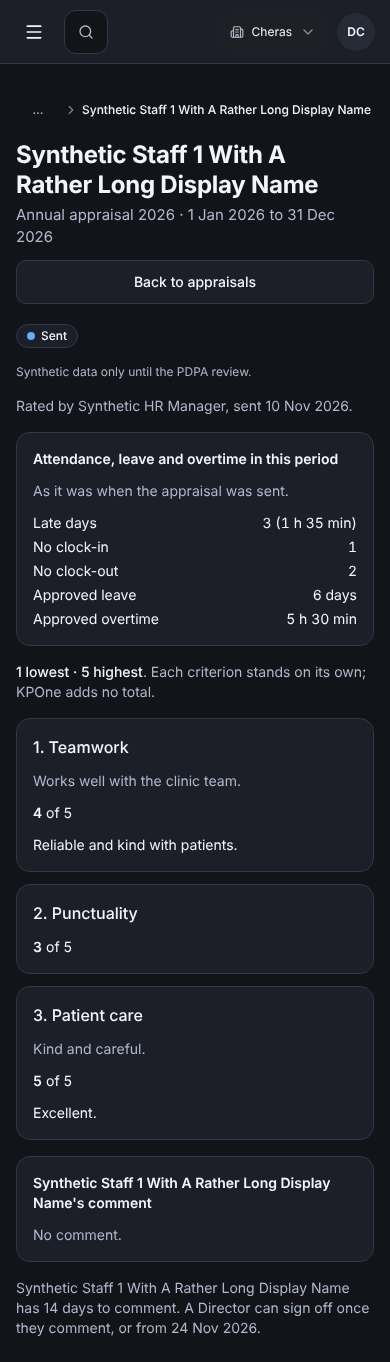 Cheras
DC
... > Synthetic Staff 1 With A Rather Long Display Name
Synthetic Staff 1 With A
Rather Long Display Name
Annual appraisal 2026 · 1 Jan 2026 to 31 Dec
2026
Back to appraisals
Sent
Synthetic data only until the PDPA review.
Rated by Synthetic HR Manager, sent 10 Nov 2026.
Attendance, leave and overtime in this period
As it was when the appraisal was sent.
Late days 3 (1 h 35 min)
No clock-in 1
No clock-out 2
Approved leave 6 days
Approved overtime 5 h 30 min
1 lowest · 5 highest. Each criterion stands on its own;
KPOne adds no total.
1. Teamwork
Works well with the clinic team.
4 of 5
Reliable and kind with patients.
2. Punctuality
3 of 5
3. Patient care
Kind and careful.
5 of 5
Excellent.
Synthetic Staff 1 With A Rather Long Display
Name's comment
No comment.
Synthetic Staff 1 With A Rather Long Display Name
has 14 days to comment. A Director can sign off once
they comment, or from 24 Nov 2026.